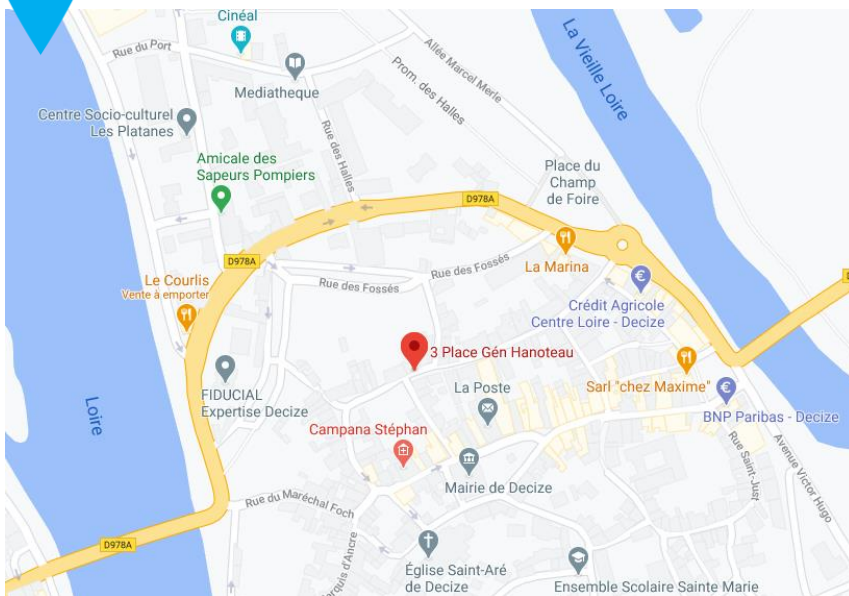 Cinéal
Rue du Port
Mediatheque
Allée Marcel Merle
Prom. des Halles
La Vieille Loire
Centre Socio-culturel
Les Platanes
Rue des Halles
Amicale des
Sapeurs Pompiers
Place du
Champ
de Foire
D978A
D978A
La Marina
Rue des Fossés
Rue des Fossés
Le Courlis
Vente à emporter
Crédit Agricole
Centre Loire - Decize
3 Place Gén Hanoteau
Loire
FIDUCIAL
Expertise Decize
La Poste
Sarl "chez Maxime"
BNP Paribas - Decize
Campana Stéphan
Mairie de Decize
Rue Saint-Just
Avenue Victor Hugo
Rue du Maréchal Foch
D978A
Église Saint-Aré
de Decize
Ensemble Scolaire Sainte Marie